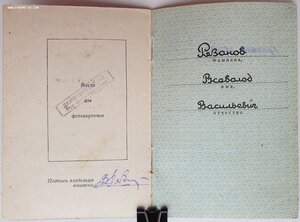 Место
для
фотокарточки
Подпись владельца
книжки
Рязанов
Фамилия,
Всеволод
имя,
Васильевич
отчество